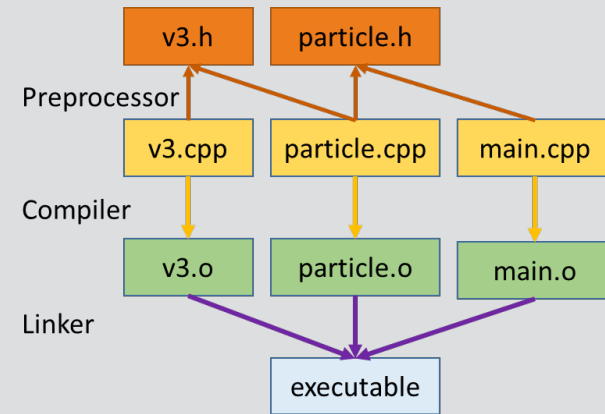 v3.h
particle.h
Preprocessor
v3.cpp
particle.cpp
main.cpp
Compiler
v3.o
particle.o
main.o
Linker
executable